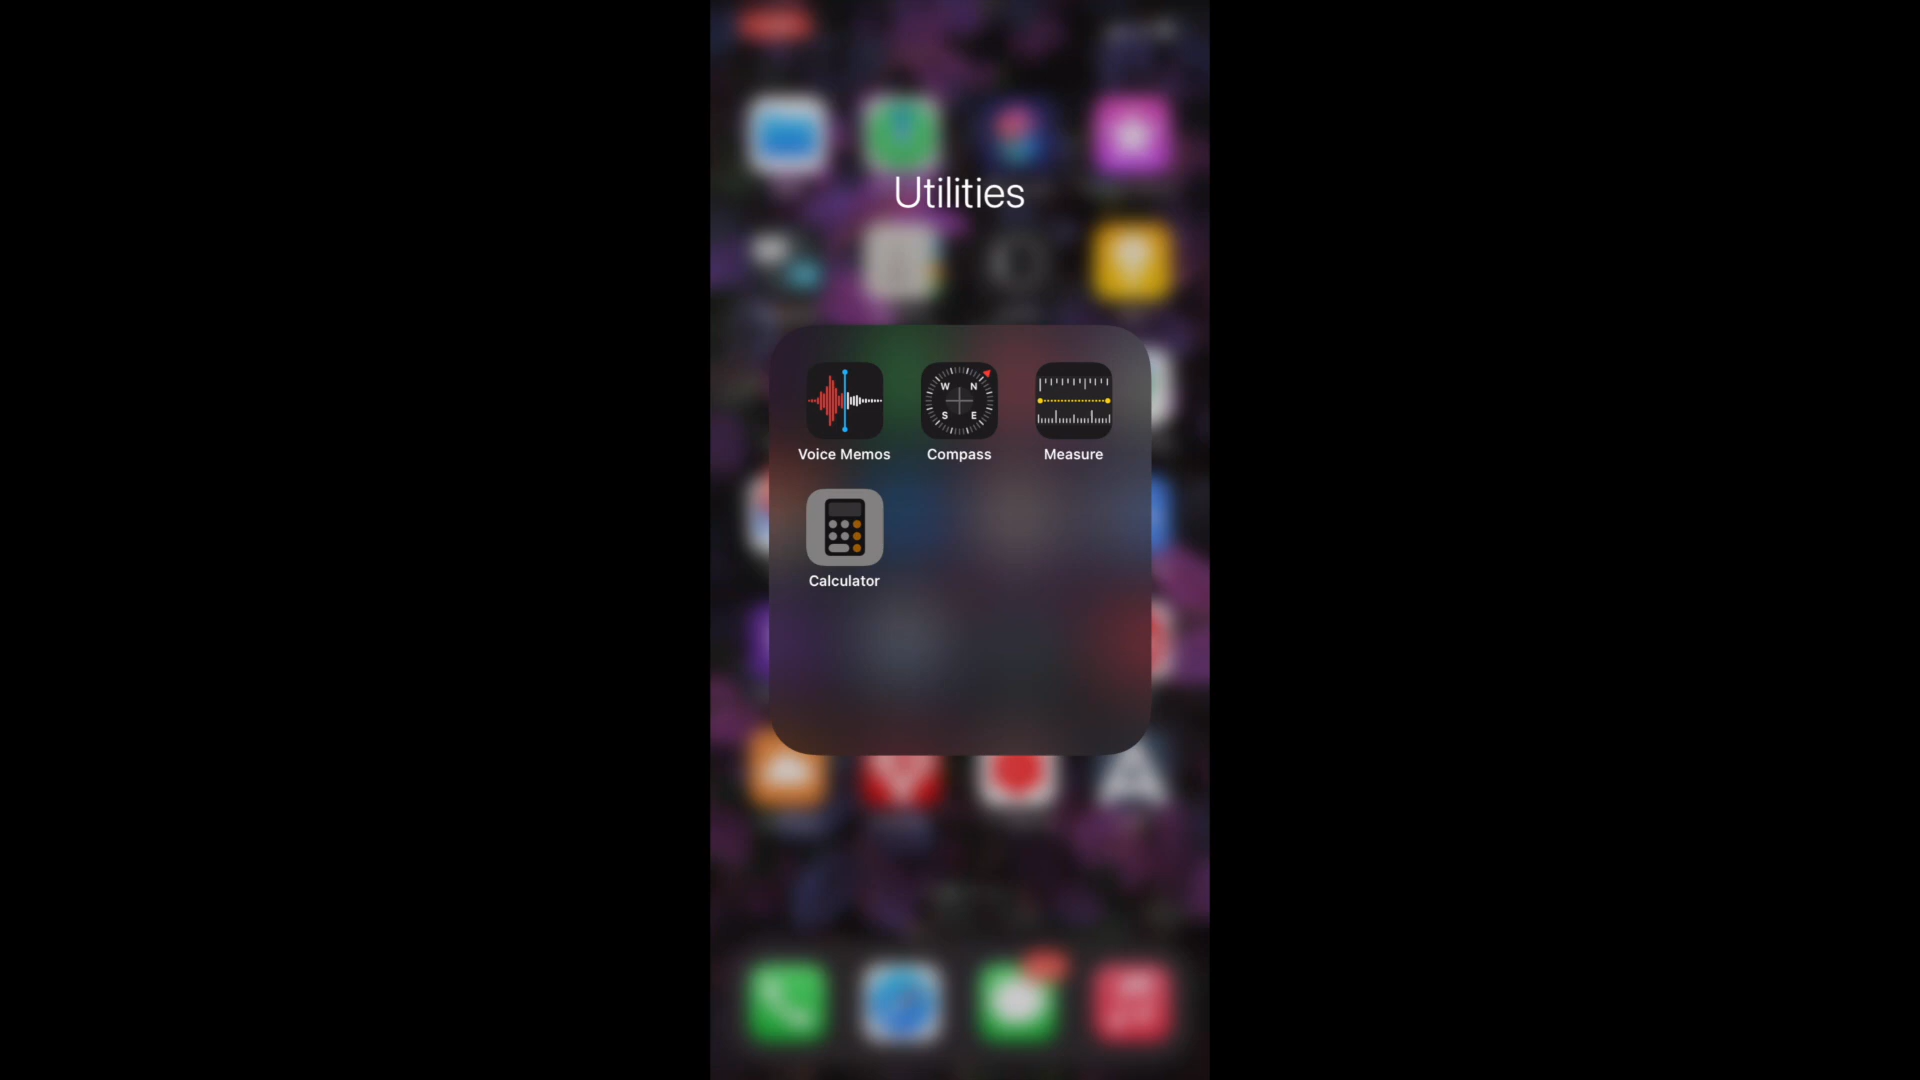 Utilities
W N
S E
Voice Memos Compass Measure
Calculator